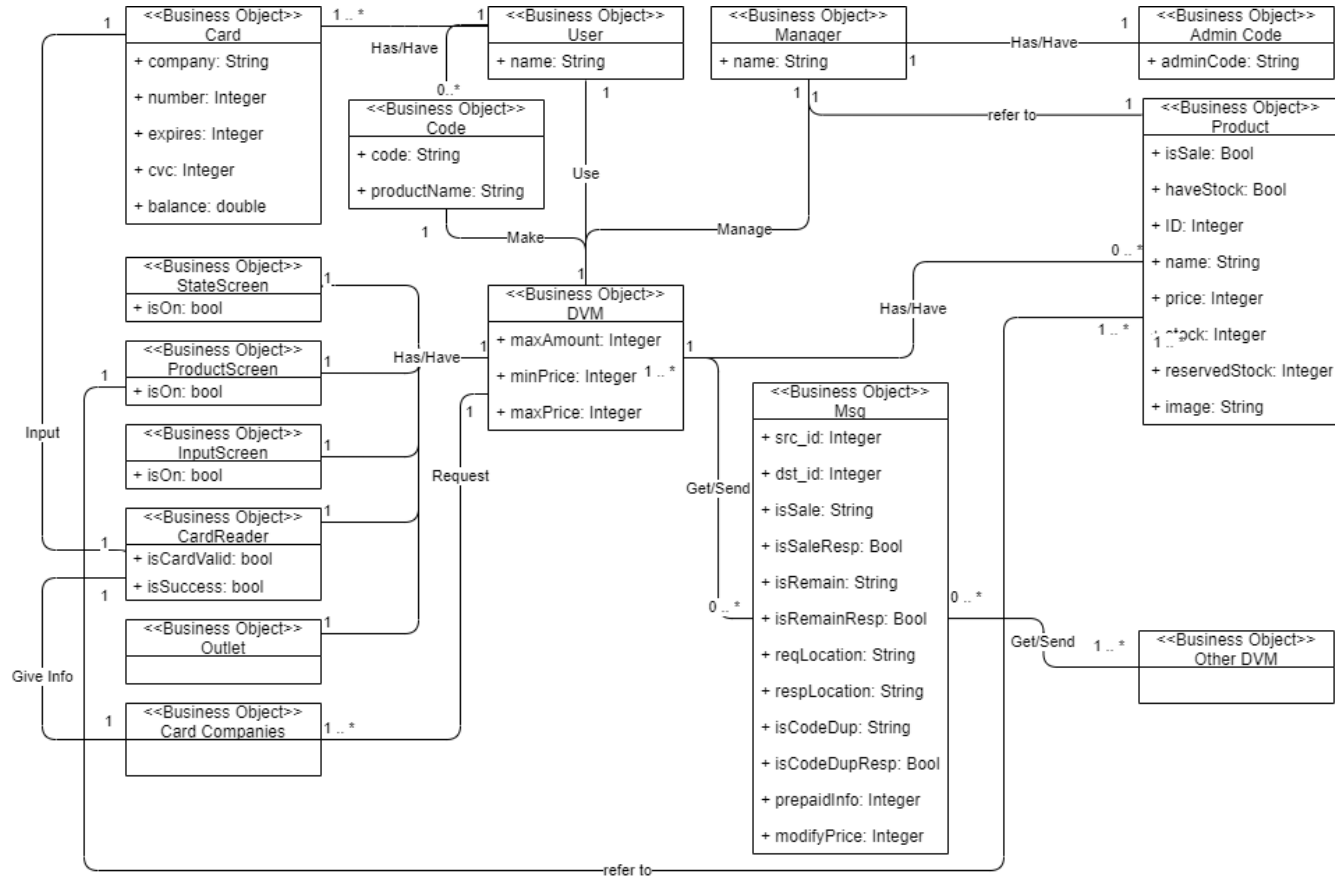 <<Business Object>>
Card
+ company: String
+ number: Integer
+ expires: Integer
+ cvc: Integer
+ balance: double
1
1..*
1
Has/Have
0..*
<<Business Object>>
User
+ name: String
1
<<Business Object>>
Manager
+ name: String
1
1
1
1
Has/Have
1
<<Business Object>>
Admin Code
+ adminCode: String
refer to
1
<<Business Object>>
Code
+ code: String
+ productName: String
1
Make
Use
Manage
1
<<Business Object>>
Product
+ isSale: Bool
+ haveStock: Bool
+ ID: Integer
+ name: String
+ price: Integer
Integer
+ reservedStock: Integer
+ image: String
0 .. *
1 .. *
1 ..
Has/Have
<<Business Object>>
StateScreen
+ isOn: bool
1
<<Business Object>>
ProductScreen
+ isOn: bool
1
1
Has/Have
1
<<Business Object>>
DVM
+ maxAmount: Integer
+ minPrice: Integer
+ maxPrice: Integer
1
1 .. *
1
Input
<<Business Object>>
InputScreen
+ isOn: bool
1
Request
Get/Send
<<Business Object>>
CardReader
+ isCardValid: bool
+ isSuccess: bool
1
1
1
<<Business Object>>
Outlet
1
Give Info
<<Business Object>>
Card Companies
1
1 .. *
<<Business Object>>
Msg
+ src_id: Integer
+ dst_id: Integer
+ isSale: String
+ isSaleResp: Bool
+ isRemain: String
+ isRemainResp: Bool
+ reqLocation: String
+ respLocation: String
+ isCodeDup: String
+ isCodeDupResp: Bool
+ prepaidInfo: Integer
+ modifyPrice: Integer
0 .. *
0 .. *
Get/Send
1 .. *
<<Business Object>>
Other DVM
refer to